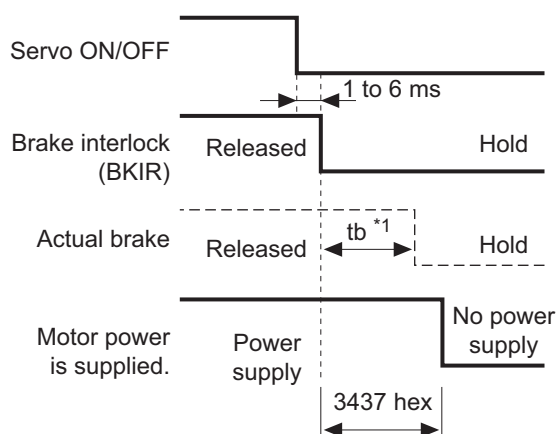 Servo ON/OFF
1 to 6 ms
Brake interlock
(BKIR)
Released
Hold
Actual brake
Released
tb *1
Hold
Motor power
is supplied.
Power
supply
No power
supply
3437 hex